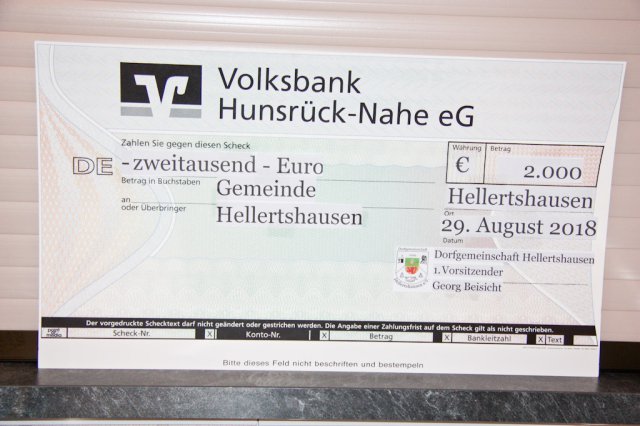 Volksbank
Hunsrück-Nahe eG
Zahlen Sie gegen diesen Scheck
Währung
Betrag
DE
-zweitausend - Euro
€
2.000
Betrag in Buchstaben
Gemeinde
Hellertshausen
an
oder Überbringer
Hellertshausen
Ort
29. August 2018
Datum
Dorfgemeinschaft
Hellertshausen
Dorfgemeinschaft Hellertshausen
1.Vorsitzender
Georg Beisicht
Der vorgedruckte Schecktext darf nicht geändert oder gestrichen werden. Die Angabe einer Zahlungsfrist auf dem Scheck gilt als nicht geschrieben.
Scheck-Nr. X Konto-Nr. X Betrag X Bankleitzahl X Text
Bitte dieses Feld nicht beschriften und bestempeln